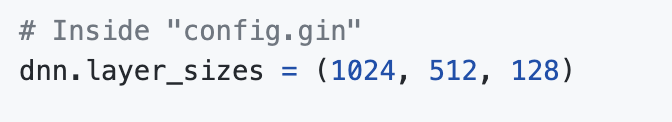 # Inside "config.gin"
dnn.layer_sizes = (1024, 512, 128)